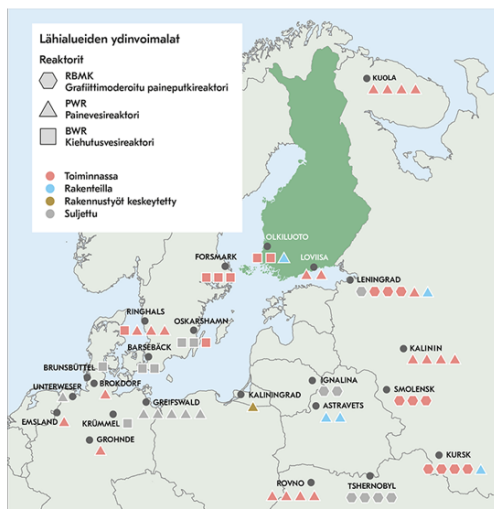 Lähialueiden ydinvoimalat
Reaktorit
RBMK
Grafiittimoderoitu paineputkireaktori
PWR
Painevesireaktori
BWR
Kiehutusvesireaktori
Toiminnassa
Rakenteilla
Rakennustyöt keskeytetty
Suljettu
KUOLA
OLKILUOTO
FORSMARK
LOVIISA
LENINGRAD
RINGHALS
OSKARSHAMN
BARSEBÄCK
KALININ
BRUNSBÜTTEL
UNTERWESER
BROKDORF
GREIFSWALD
KALININGRAD
IGNALINA
SMOLENSK
ASTRAVETS
EMSLAND
KRÜMMEL
GROHNDE
KURSK
ROVNO
TSHERNOBYL